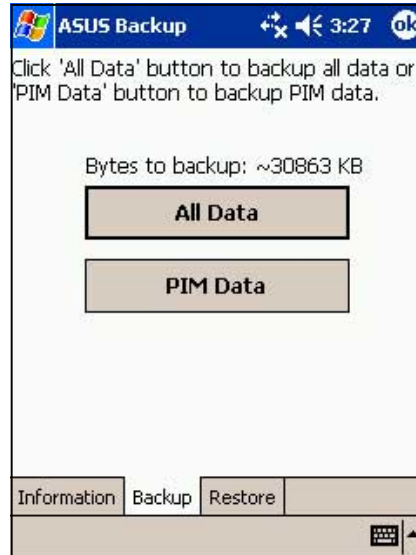 ASUS Backup 3:27 ok
Click 'All Data' button to backup all data or
'PIM Data' button to backup PIM data.
Bytes to backup: ~30863 KB
All Data
PIM Data
Information Backup Restore